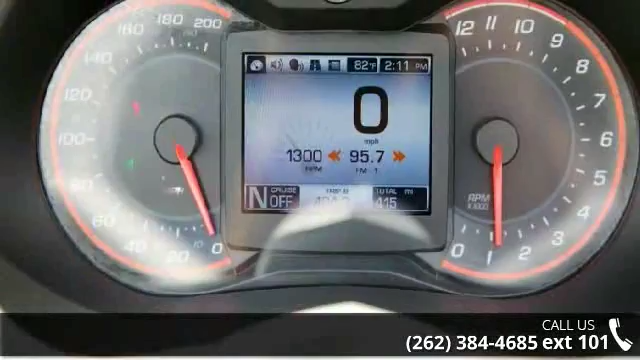 180 200
160
140
120
100
80
60
40
20
0
82°F 2:11 PM
0
mph
1300 95.7
RPM FM-1
N CRUISE OFF
TOTAL mi
415
12 11 10 9
8
7
6
5
4
3
2
1
0
RPM
X1000
CALL US
(262) 384-4685 ext 101